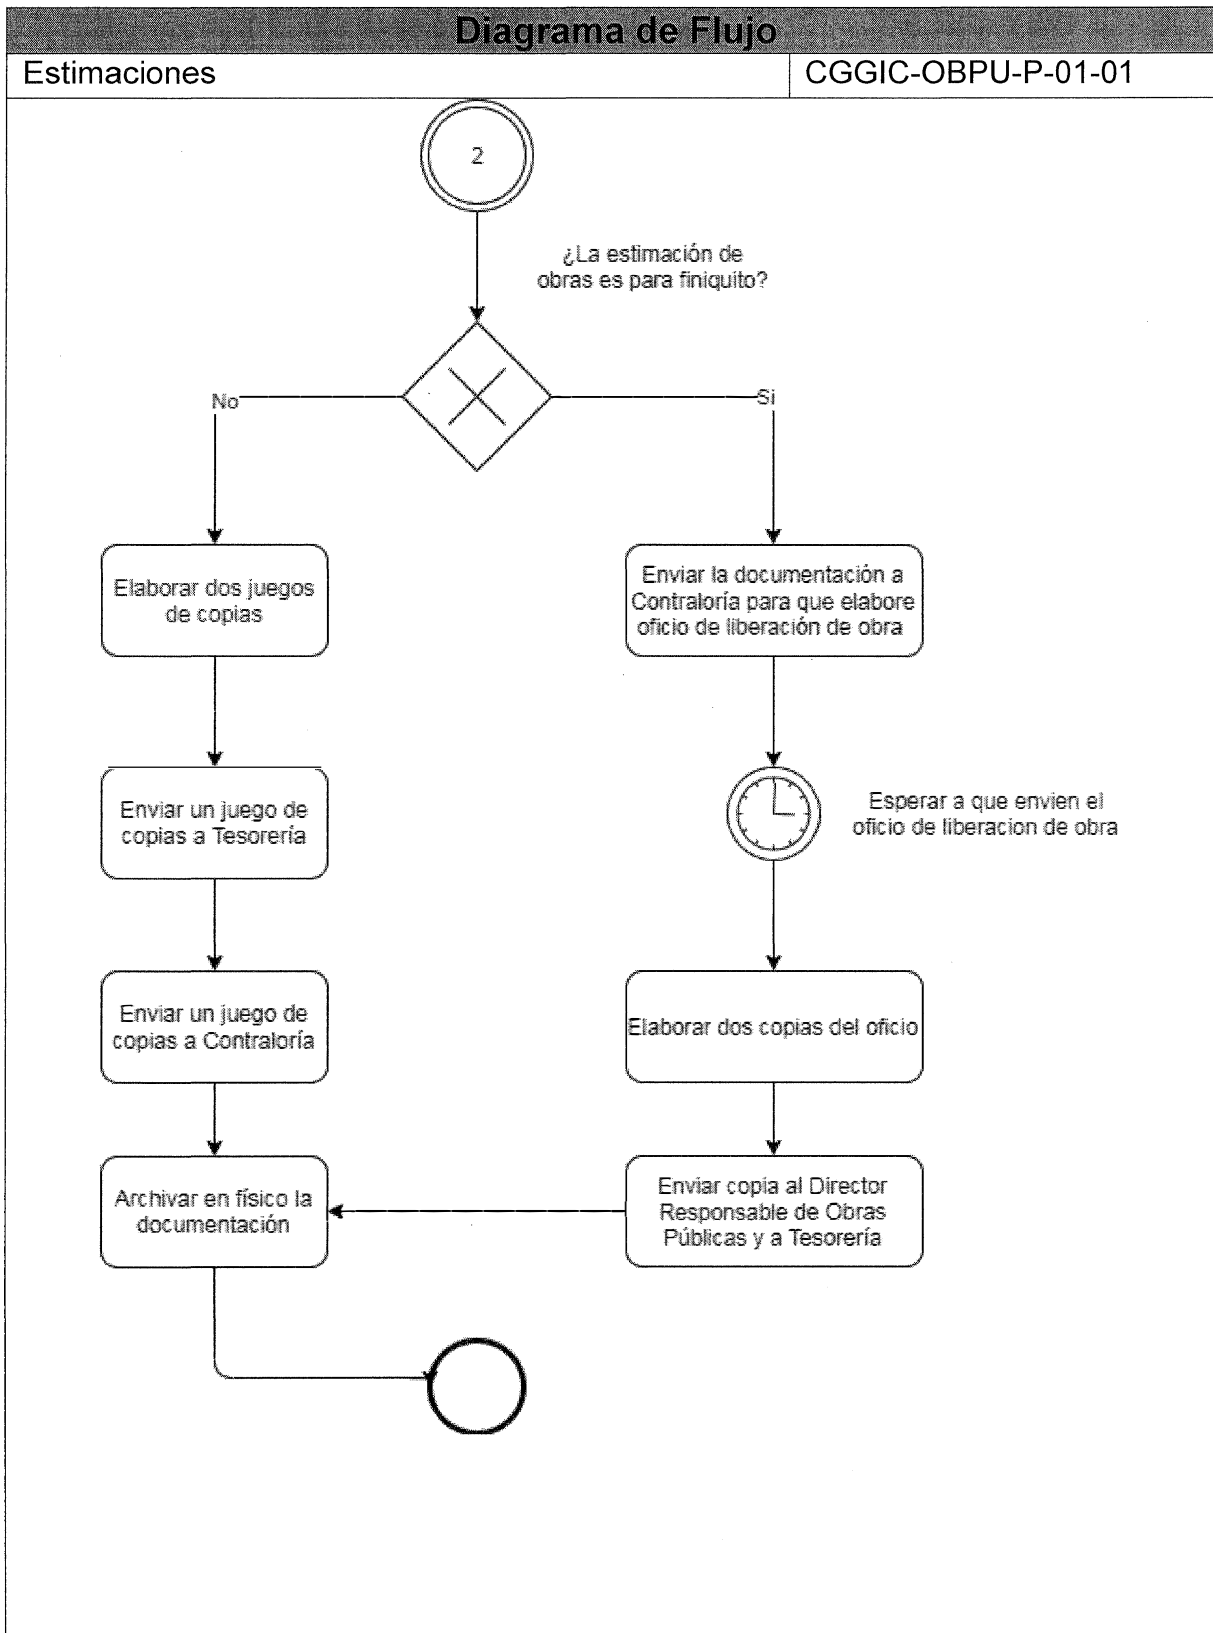 Diagrama de Flujo
Estimaciones
CGGIC-OBPU-P-01-01
2
¿La estimación de
obras es para finiquito?
No
Si
Elaborar dos juegos
de copias
Enviar la documentación a
Contraloría para que elabore
oficio de liberación de obra
Enviar un juego de
copias a Tesorería
Esperar a que envien el
oficio de liberacion de obra
Enviar un juego de
copias a Contraloría
Elaborar dos copias del oficio
Archivar en físico la
documentación
Enviar copia al Director
Responsable de Obras
Públicas y a Tesorería